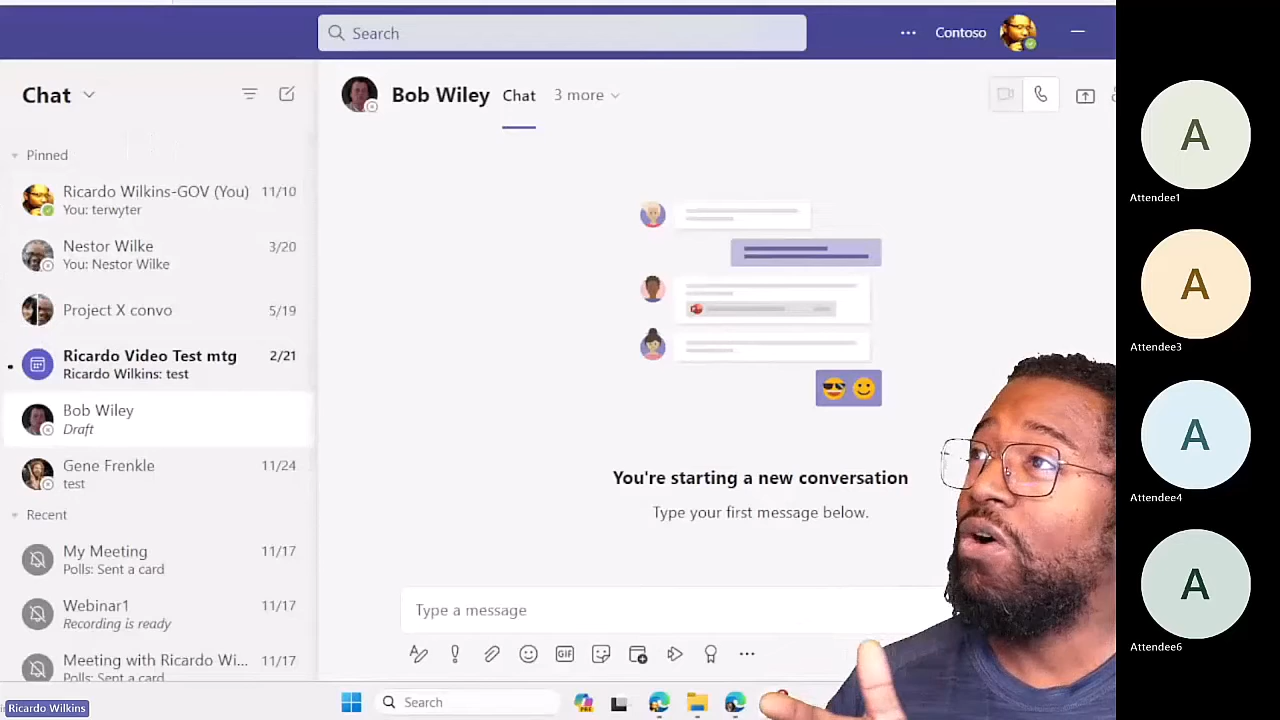 Search
Contoso
Chat
Bob Wiley
Chat
3 more
Pinned
Ricardo Wilkins-GOV (You)
11/10
You: terwyter
Nestor Wilke
3/20
You: Nestor Wilke
Project X convo
5/19
Ricardo Video Test mtg
2/21
Ricardo Wilkins: test
Bob Wiley
Draft
Gene Frenkle
11/24
test
Recent
My Meeting
11/17
Polls: Sent a card
Webinar1
11/17
Recording is ready
Meeting with Ricardo Wi...
11/17
Polls: Sent a card
You're starting a new conversation
Type your first message below.
Type a message
GIF
Search
PRE
Ricardo Wilkins
A
Attendee1
A
Attendee3
A
Attendee4
A
Attendee6